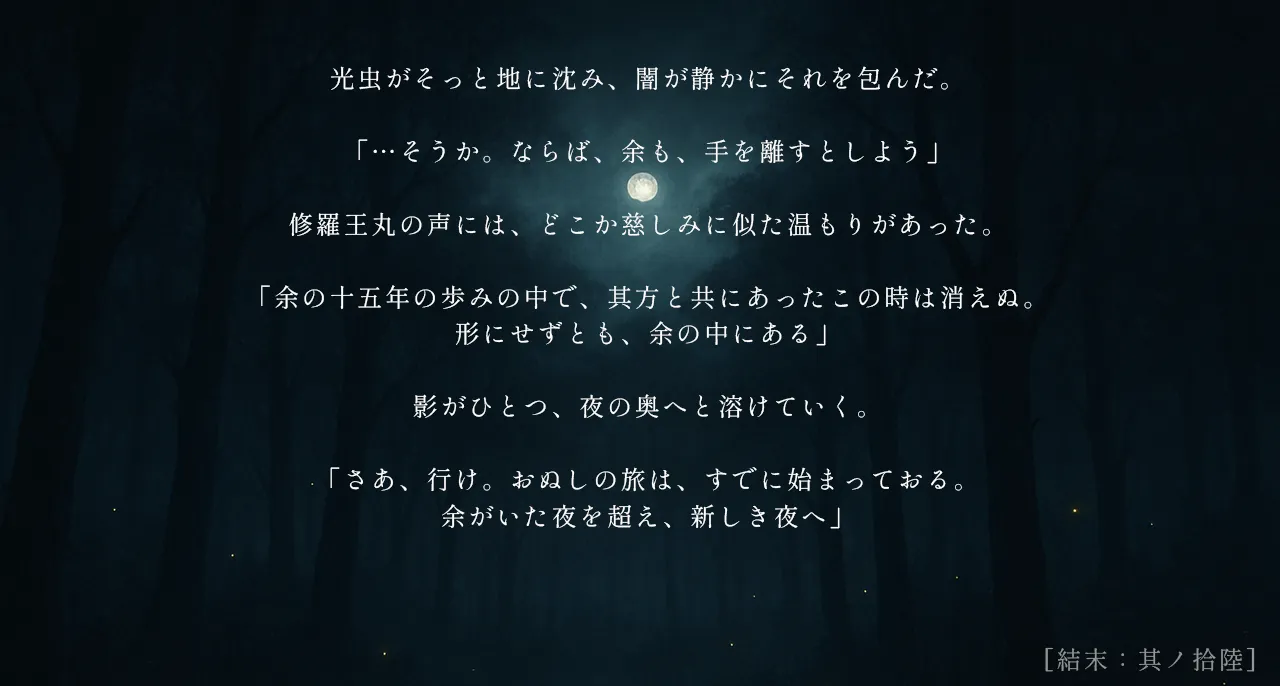 光虫がそっと地に沈み、闇が静かにそれを包んだ。
「…そうか。ならば、余も、手を離すとしよう」
修羅王丸の声には、どこか慈しみに似た温もりがあった。
「余の十五年の歩みの中で、其方と共にあったこの時は消えぬ。
形にせずとも、余の中にある」
影がひとつ、夜の奥へと溶けていく。
「さあ、行け。おぬしの旅は、すでに始まっておる。
余がいた夜を超え、新しき夜へ」
[結末：其ノ拾陸]